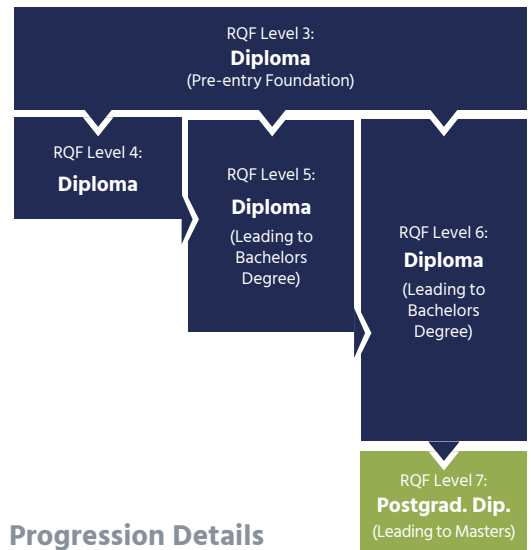 RQF Level 3:
Diploma
(Pre-entry Foundation)
RQF Level 4:
Diploma
RQF Level 5:
Diploma
(Leading to
Bachelors
Degree)
RQF Level 6:
Diploma
(Leading to
Bachelors
Degree)
RQF Level 7:
Postgrad. Dip.
(Leading to Masters)
Progression Details